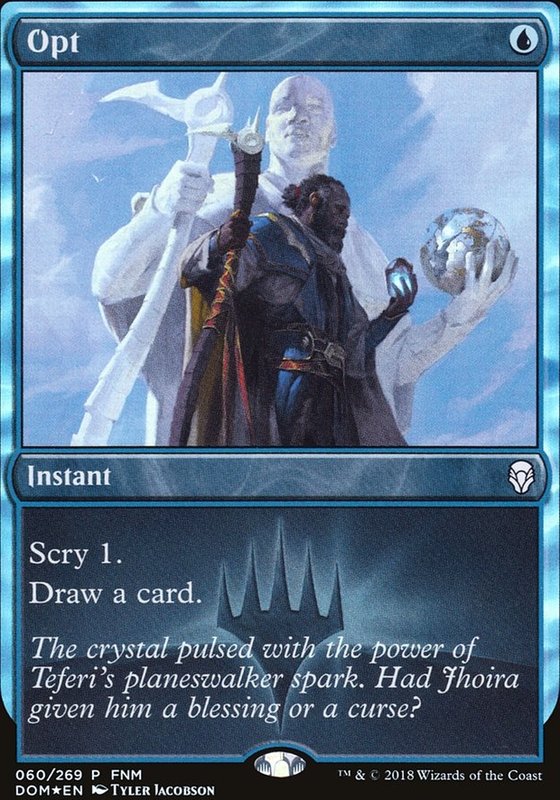 Opt
Instant
Scry 1.
Draw a card.
The crystal pulsed with the power of
Teferi's planeswalker spark. Had Jhoira
given him a blessing or a curse?
060/269 P FNM
DOM★EN Tyler Jacobson
™ & © 2018 Wizards of the Coast